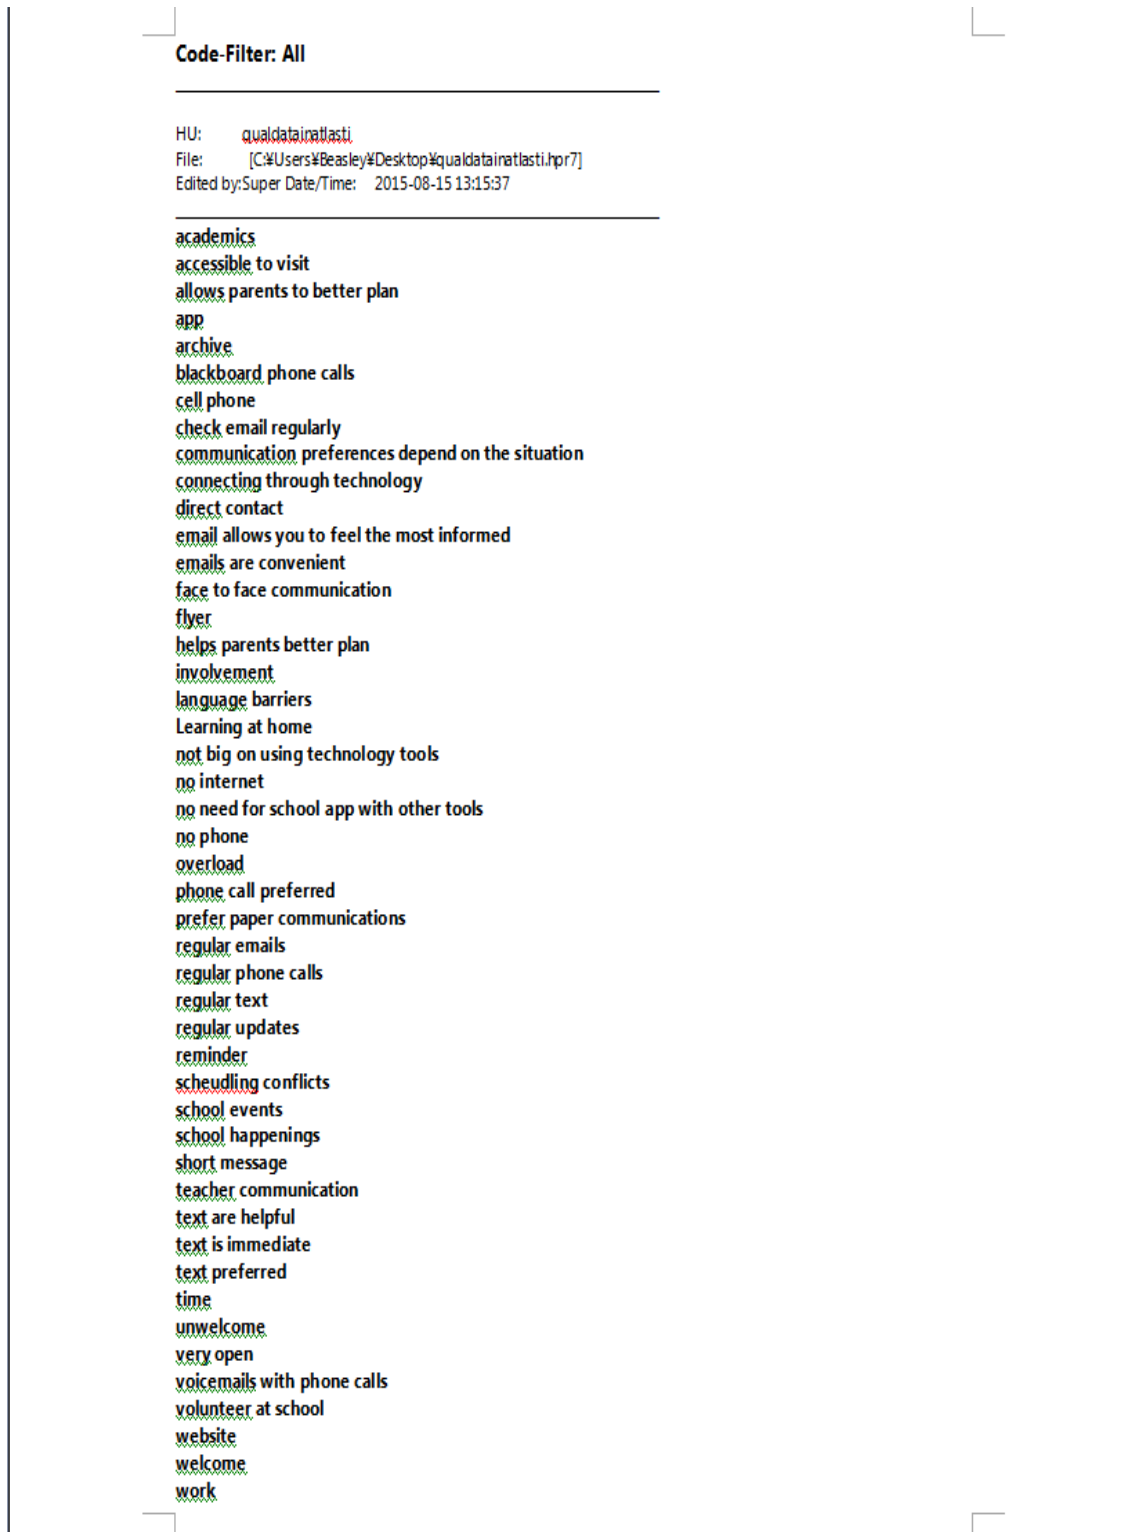 Code-Filter: All
HU: qualdatainatlasti
File: [C:¥Users¥Beasley¥Desktop¥qualdatainatlasti.hpr7]
Edited by:Super Date/Time: 2015-08-15 13:15:37
academics
accessible to visit
allows parents to better plan
app
archive
blackboard phone calls
cell phone
check email regularly
communication preferences depend on the situation
connecting through technology
direct contact
email allows you to feel the most informed
emails are convenient
face to face communication
flyer
helps parents better plan
involvement
language barriers
Learning at home
not big on using technology tools
no internet
no need for school app with other tools
no phone
overload
phone call preferred
prefer paper communications
regular emails
regular phone calls
regular text
regular updates
reminder
scheudling conflicts
school events
school happenings
short message
teacher communication
text are helpful
text is immediate
text preferred
time
unwelcome
very open
voicemails with phone calls
volunteer at school
website
welcome
work